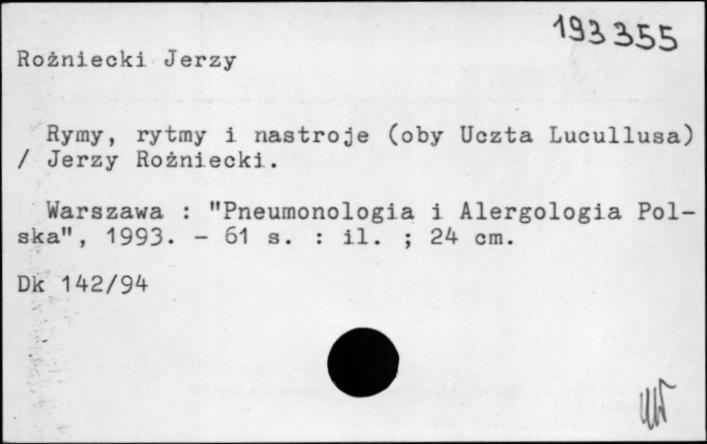 193355
Rożniecki Jerzy
Rymy, rytmy i nastroje (oby Uczta Lucullusa)
/ Jerzy Rożniecki.
Warszawa : "Pneumonologia i Alergologia Pol-
ska", 1993. - 61 s. : il. ; 24 cm.
Dk 142/94